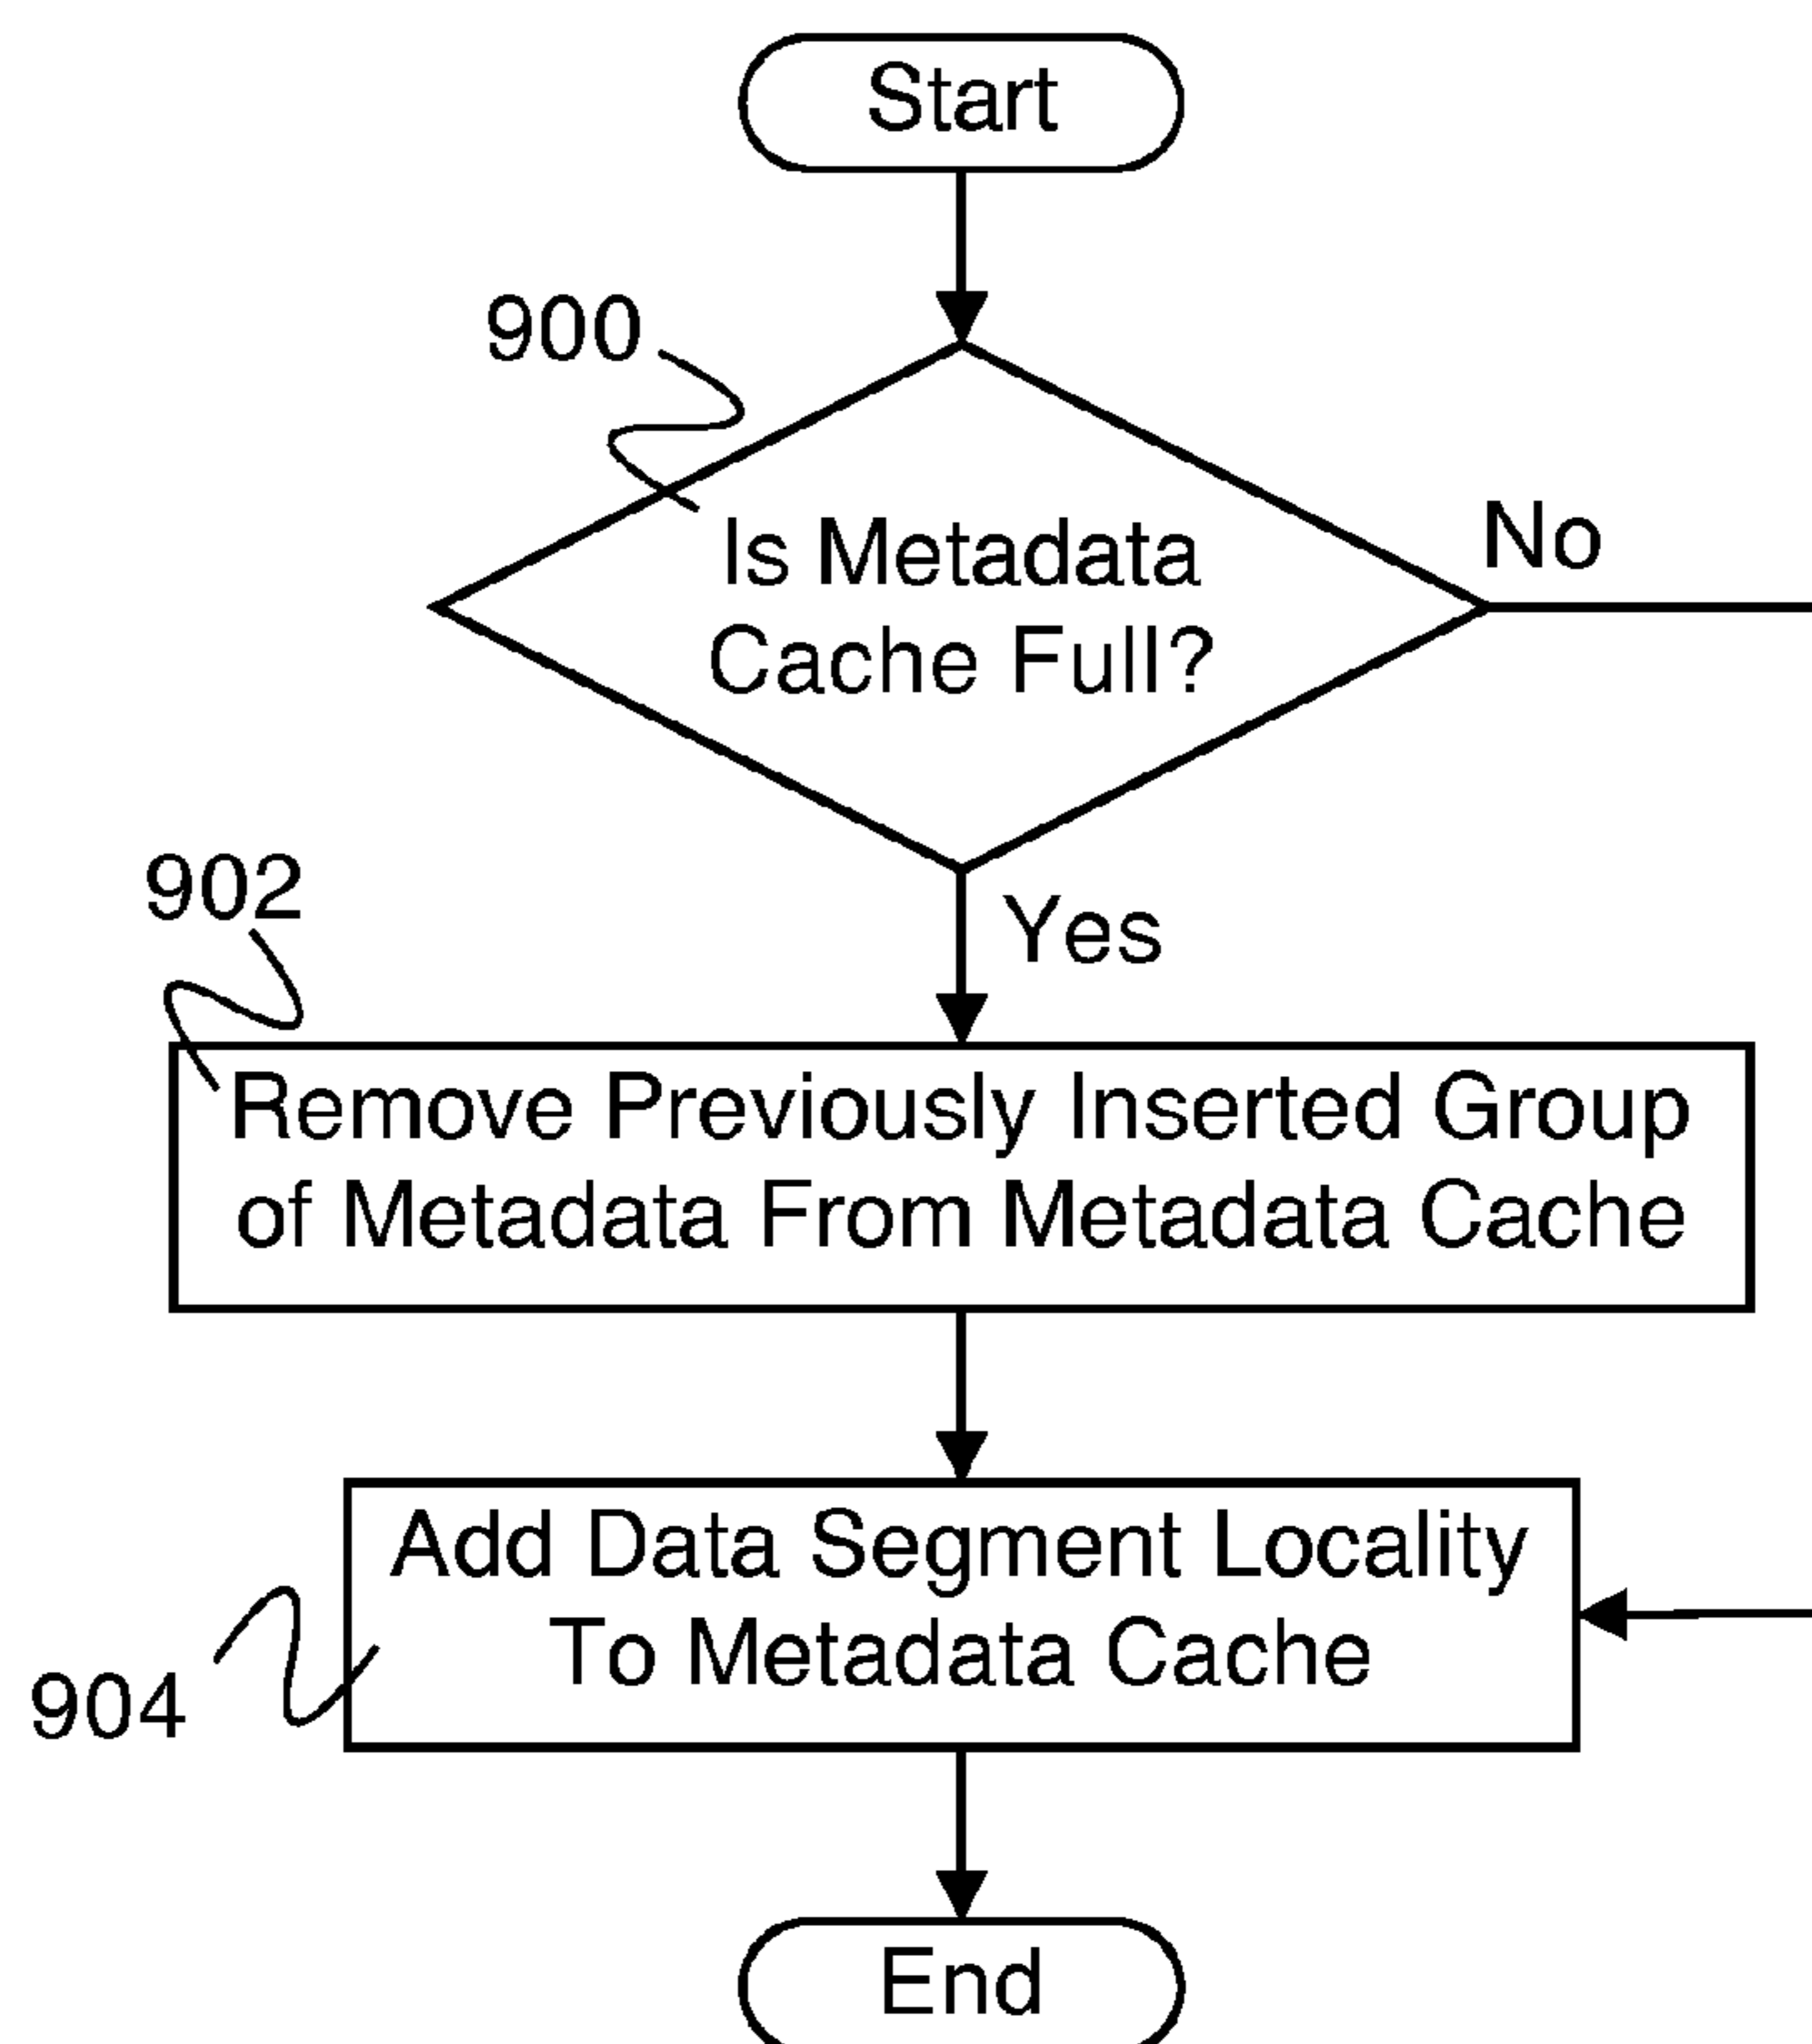 Start
900
Is Metadata
Cache Full?
No
Yes
902
Remove Previously Inserted Group
of Metadata From Metadata Cache
Add Data Segment Locality
To Metadata Cache
904
End